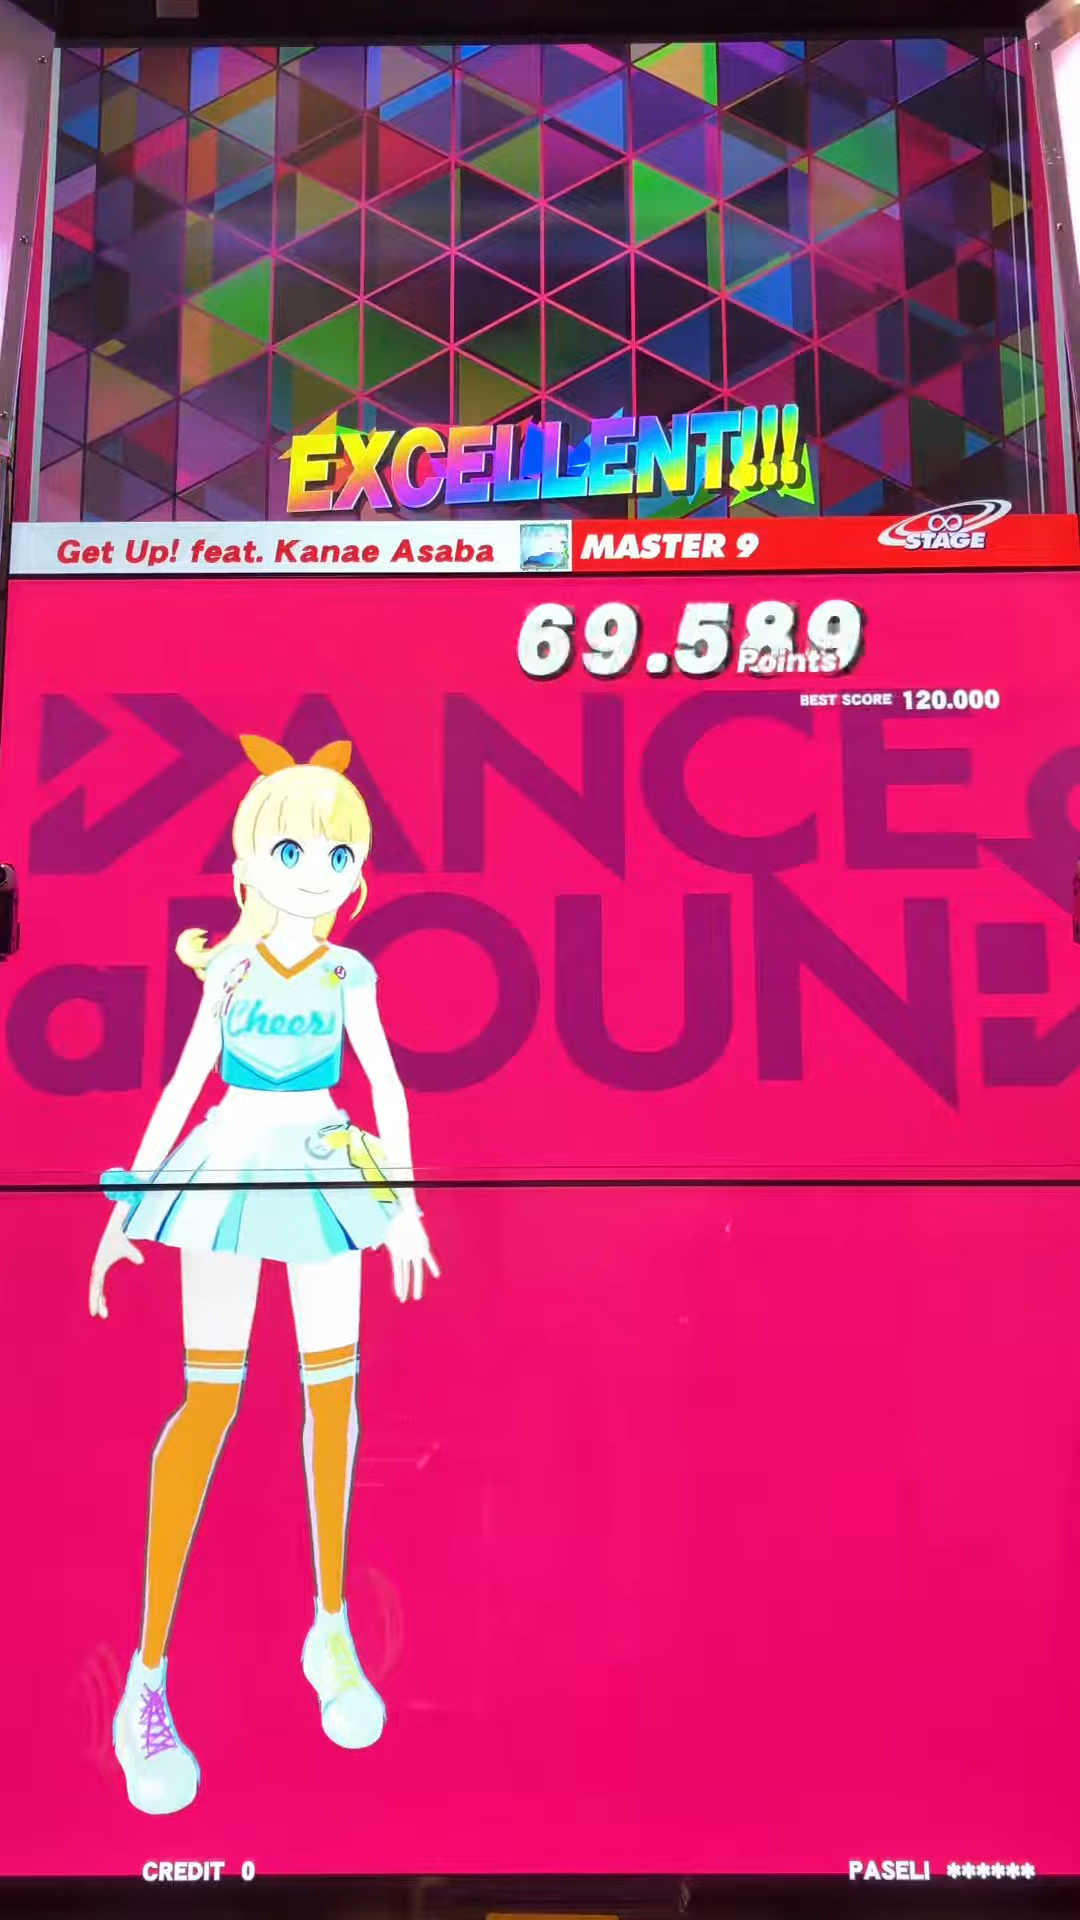 EXCELLENT!!!
Get Up! feat. Kanae Asaba
MASTER 9
∞
STAGE
69.589
Points
BEST SCORE 120.000
DANCE
aROUND
Cheers
CREDIT 0
PASELI ******